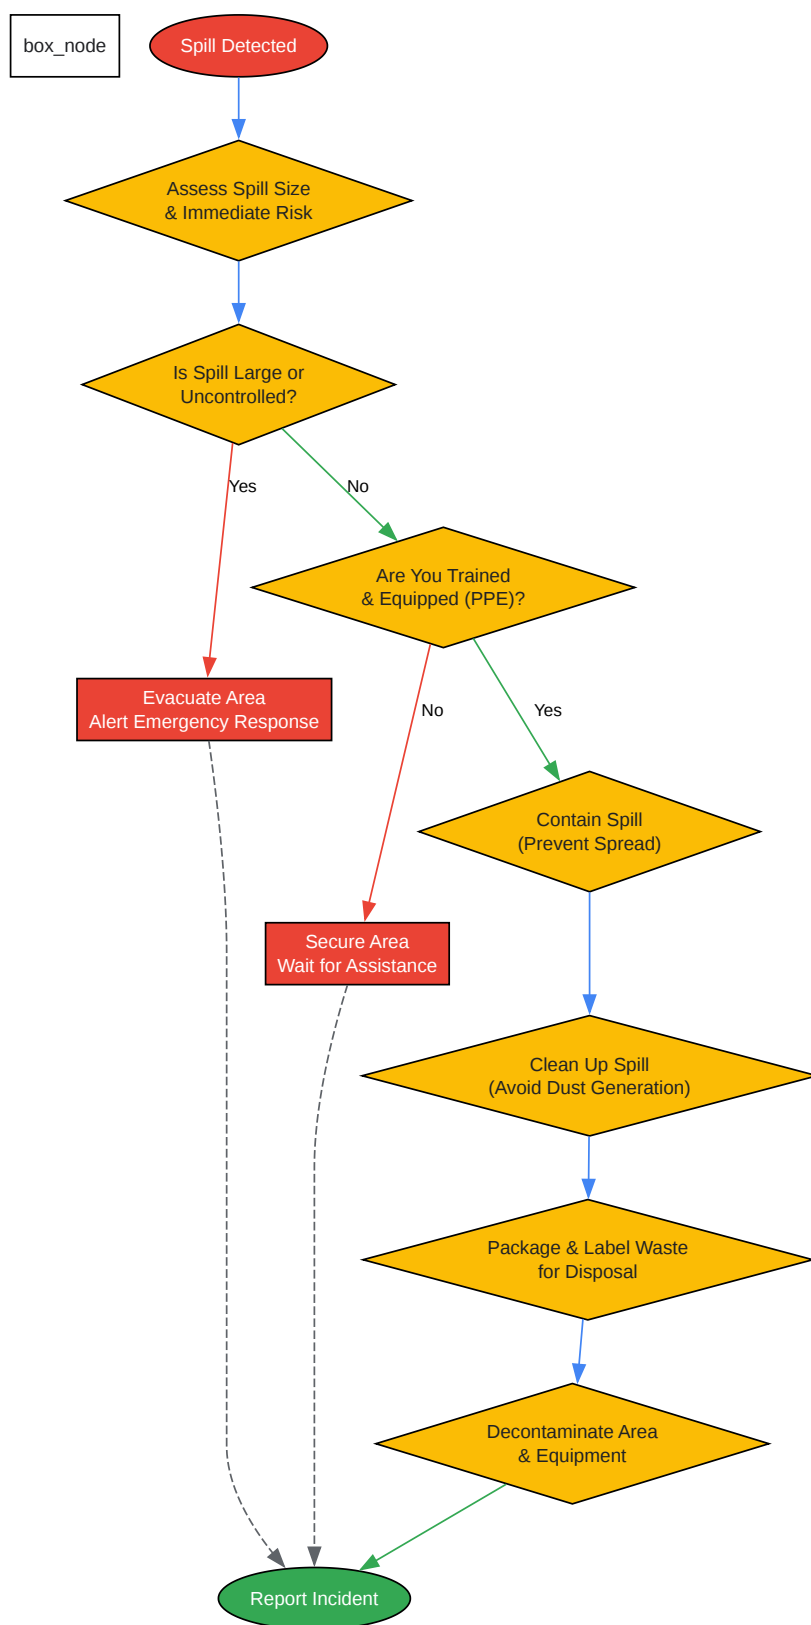 box_node
Spill Detected
Assess Spill Size
& Immediate Risk
Is Spill Large or
Uncontrolled?
Yes
No
Are You Trained
& Equipped (PPE)?
Evacuate Area
Alert Emergency Response
No
Yes
Contain Spill
(Prevent Spread)
Secure Area
Wait for Assistance
Clean Up Spill
(Avoid Dust Generation)
Package & Label Waste
for Disposal
Decontaminate Area
& Equipment
Report Incident